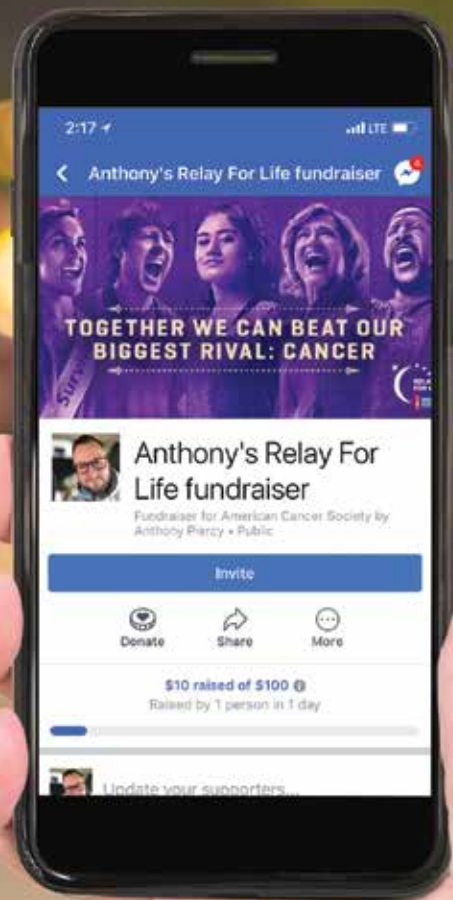 2:17
LTE
Anthony's Relay For Life fundraiser
4
TOGETHER WE CAN BEAT OUR
BIGGEST RIVAL: CANCER
Anthony's Relay For
Life fundraiser
Fundraiser for American Cancer Society by
Anthony Piercy • Public
Invite
Donate
Share
More
$10 raised of $100
Raised by 1 person in 1 day
Update your supporters...